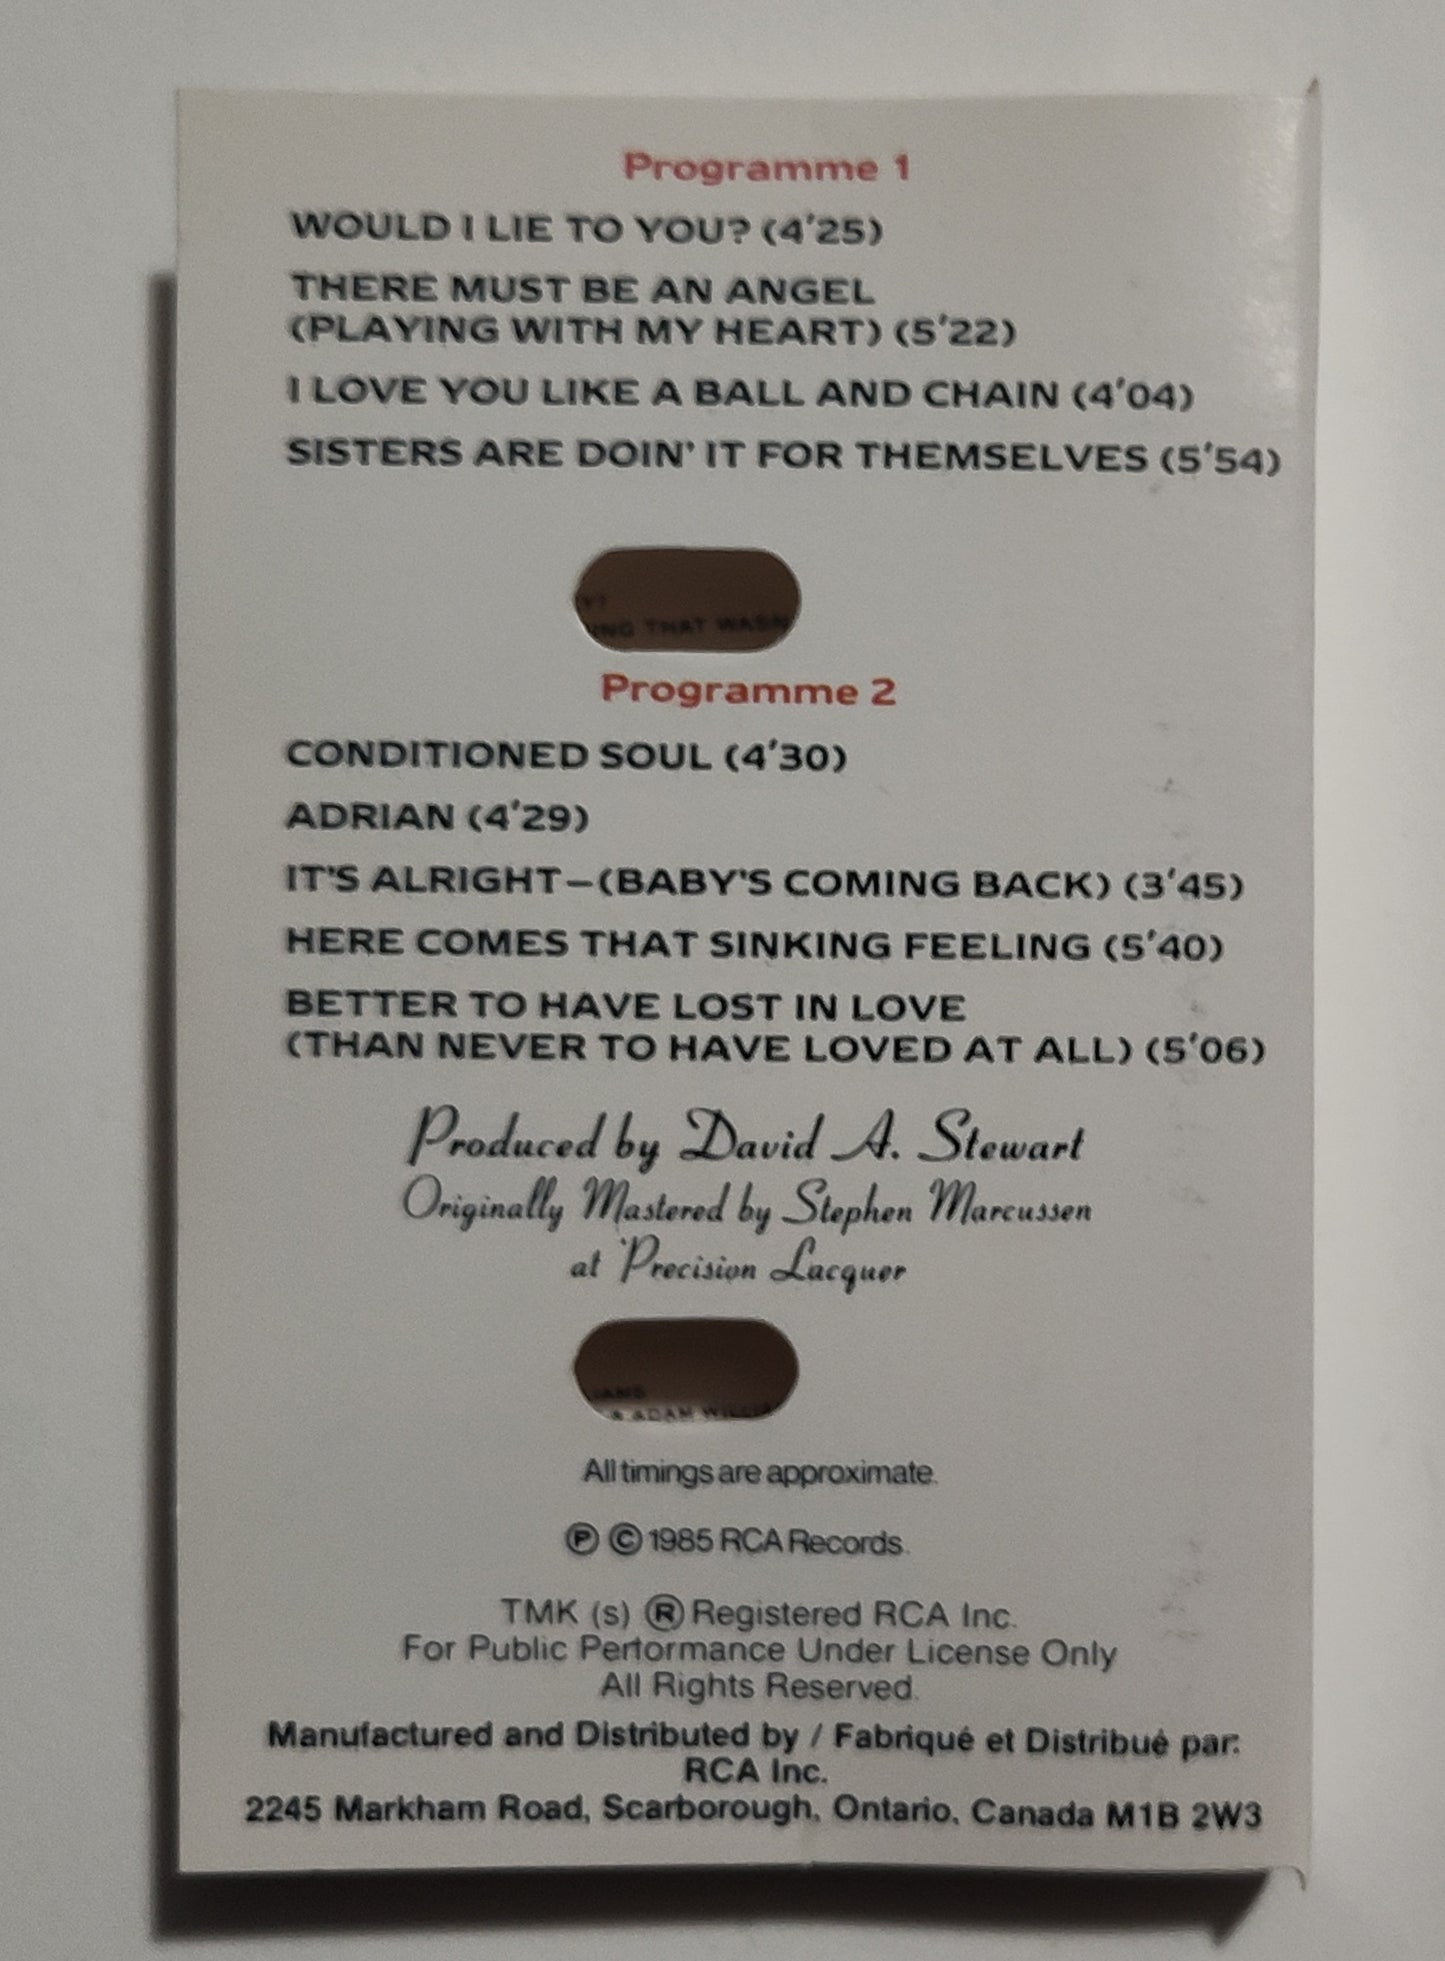 Programme 1
WOULD I LIE TO YOU? (4'25)
THERE MUST BE AN ANGEL
(PLAYING WITH MY HEART) (5'22)
I LOVE YOU LIKE A BALL AND CHAIN (4'04)
SISTERS ARE DOIN' IT FOR THEMSELVES (5'54)
THAT
Programme 2
CONDITIONED SOUL (4'30)
ADRIAN (4'29)
IT'S ALRIGHT–(BABY'S COMING BACK) (3'45)
HERE COMES THAT SINKING FEELING (5'40)
BETTER TO HAVE LOST IN LOVE
(THAN NEVER TO HAVE LOVED AT ALL) (5'06)
Produced by David A. Stewart
Originally Mastered by Stephen Marcussen
at Precision Lacquer
& ADAM
All timings are approximate.
Ⓟ © 1985 RCA Records.
TMK (s) ® Registered RCA Inc.
For Public Performance Under License Only
All Rights Reserved.
Manufactured and Distributed by / Fabriqué et Distribué par:
RCA Inc.
2245 Markham Road, Scarborough, Ontario, Canada M1B 2W3